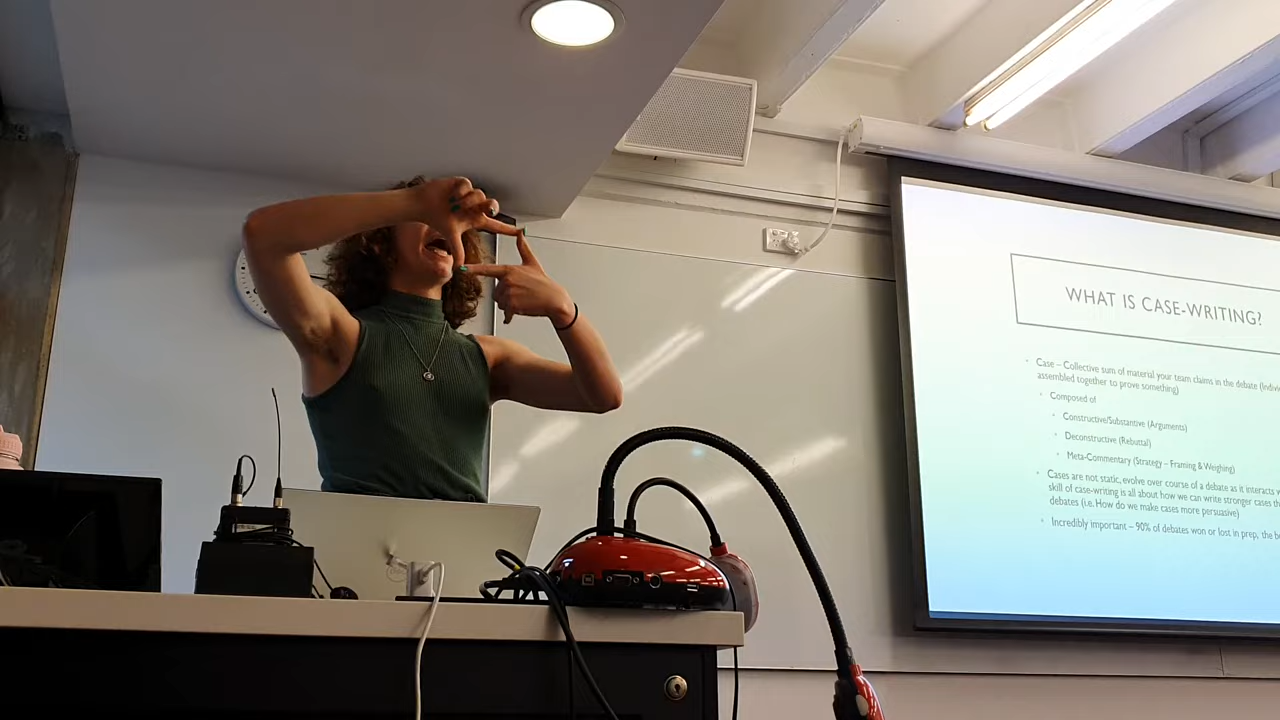 WHAT IS CASE-WRITING?
Case – Collective sum of material your team claims in the debate
assembled together to prove something)
Composed of
Constructive/Substantive (Arguments)
Deconstructive (Rebuttal)
Meta-Commentary (Strategy – Framing & Weighing)
Cases are not static, evolve over course of a debate as it interacts
skill of case-writing is all about how we can write stronger cases
debates (i.e. How do we make cases more persuasive)
Incredibly important – 90% of debates won or lost in prep, the